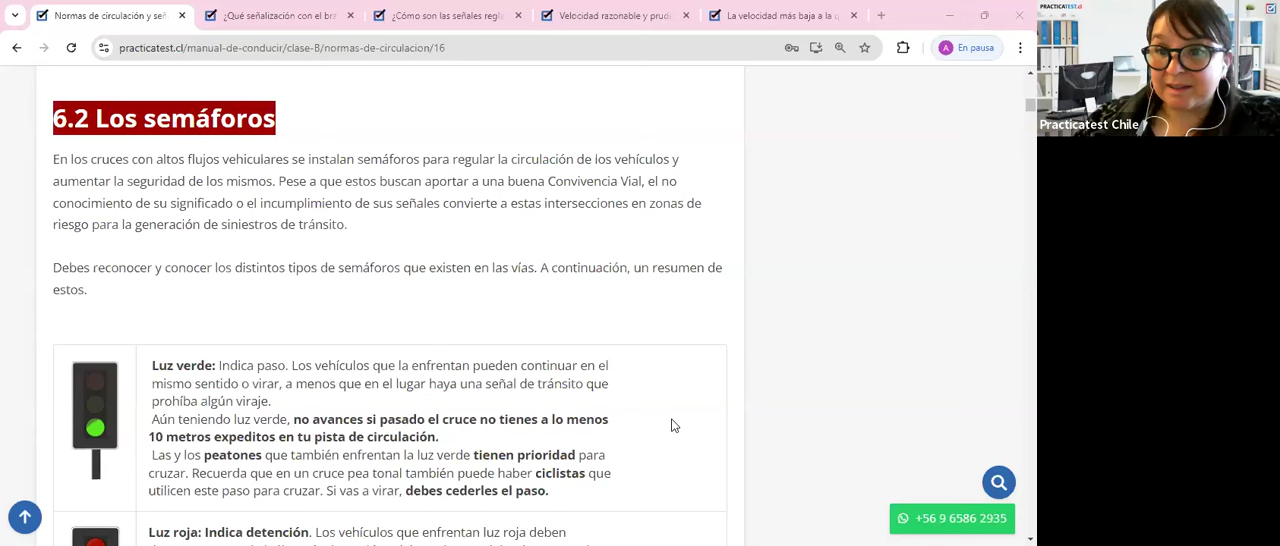 Normas de circulación y señ
¿Qué señalización con el bra
¿Cómo son las señales regla
Velocidad razonable y prudi
La velocidad más baja a la q
practicatest.cl/manual-de-conducir/clase-B/normas-de-circulacion/16
A
En pausa
PRACTICATEST.cl
Practicatest Chile
6.2 Los semáforos
En los cruces con altos flujos vehiculares se instalan semáforos para regular la circulación de los vehículos y
aumentar la seguridad de los mismos. Pese a que estos buscan aportar a una buena Convivencia Vial, el no
conocimiento de su significado o el incumplimiento de sus señales convierte a estas intersecciones en zonas de
riesgo para la generación de siniestros de tránsito.
Debes reconocer y conocer los distintos tipos de semáforos que existen en las vías. A continuación, un resumen de
estos.
Luz verde: Indica paso. Los vehículos que la enfrentan pueden continuar en el
mismo sentido o virar, a menos que en el lugar haya una señal de tránsito que
prohíba algún viraje.
Aún teniendo luz verde, no avances si pasado el cruce no tienes a lo menos
10 metros expeditos en tu pista de circulación.
Las y los peatones que también enfrentan la luz verde tienen prioridad para
cruzar. Recuerda que en un cruce pea tonal también puede haber ciclistas que
utilicen este paso para cruzar. Si vas a virar, debes cederles el paso.
Luz roja: Indica detención. Los vehículos que enfrentan luz roja deben
+56 9 6586 2935